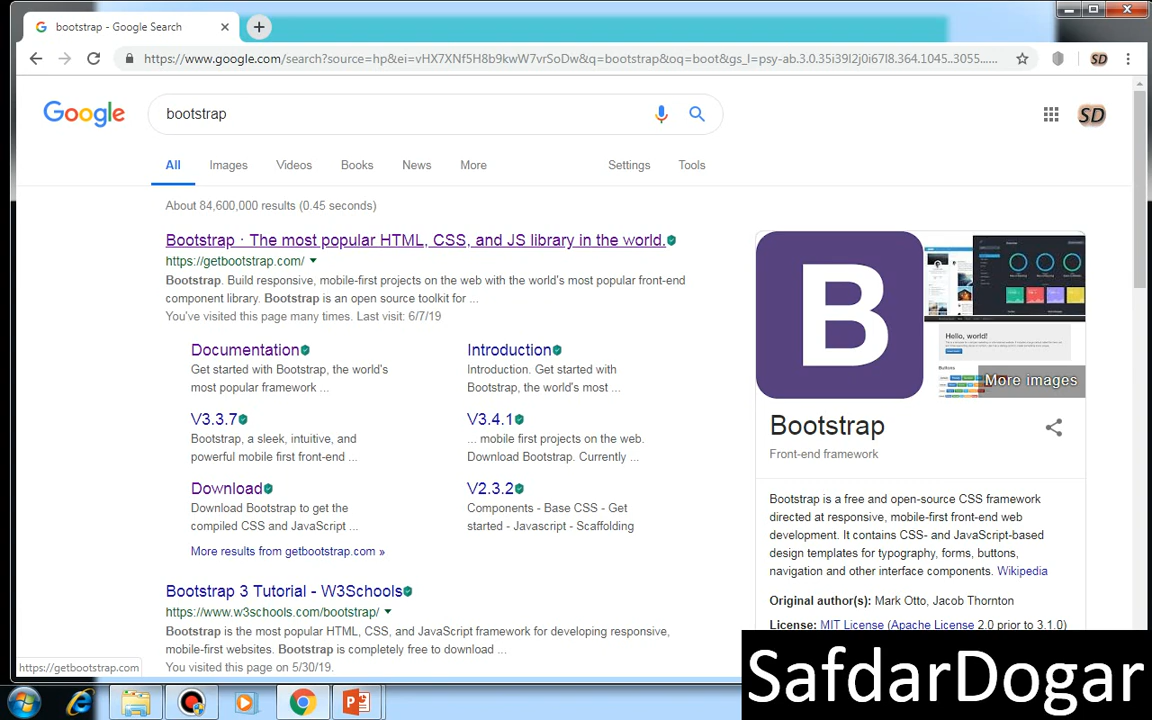 bootstrap - Google Search
https://www.google.com/search?source=hp&ei=vHX7XNf5H8b9kwW7vrSoDw&q=bootstrap&oq=boot&gs_l=psy-ab.3.0.35i39l2j0i67l8.364.1045..3055......
SD
Google
bootstrap
SD
All
Images
Videos
Books
News
More
Settings
Tools
About 84,600,000 results (0.45 seconds)
Bootstrap · The most popular HTML, CSS, and JS library in the world.
https://getbootstrap.com/
Bootstrap. Build responsive, mobile-first projects on the web with the world's most popular front-end
component library. Bootstrap is an open source toolkit for ...
You've visited this page many times. Last visit: 6/7/19
Documentation
Get started with Bootstrap, the world's
most popular framework ...
Introduction
Introduction. Get started with
Bootstrap, the world's most ...
V3.3.7
Bootstrap, a sleek, intuitive, and
powerful mobile first front-end ...
V3.4.1
... mobile first projects on the web.
Download Bootstrap. Currently ...
Download
Download Bootstrap to get the
compiled CSS and JavaScript ...
V2.3.2
Components - Base CSS - Get
started - Javascript - Scaffolding
More results from getbootstrap.com »
Bootstrap 3 Tutorial - W3Schools
https://www.w3schools.com/bootstrap/
Bootstrap is the most popular HTML, CSS, and JavaScript framework for developing responsive,
mobile-first websites. Bootstrap is completely free to download ...
You visited this page on 5/30/19.
https://getbootstrap.com
B
Hello, world!
Buttons
More images
Bootstrap
Front-end framework
Bootstrap is a free and open-source CSS framework
directed at responsive, mobile-first front-end web
development. It contains CSS- and JavaScript-based
design templates for typography, forms, buttons,
navigation and other interface components. Wikipedia
Original author(s): Mark Otto, Jacob Thornton
License: MIT License (Apache License 2.0 prior to 3.1.0)
SafdarDogar